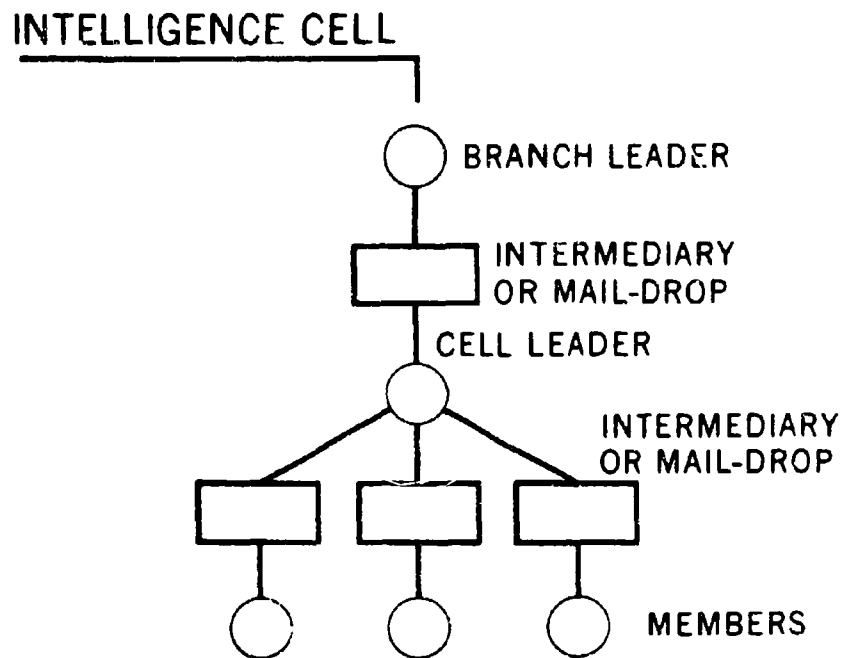 INTELLIGENCE CELL
BRANCH LEADER
INTERMEDIARY
OR MAIL-DROP
CELL LEADER
INTERMEDIARY
OR MAIL-DROP
MEMBERS